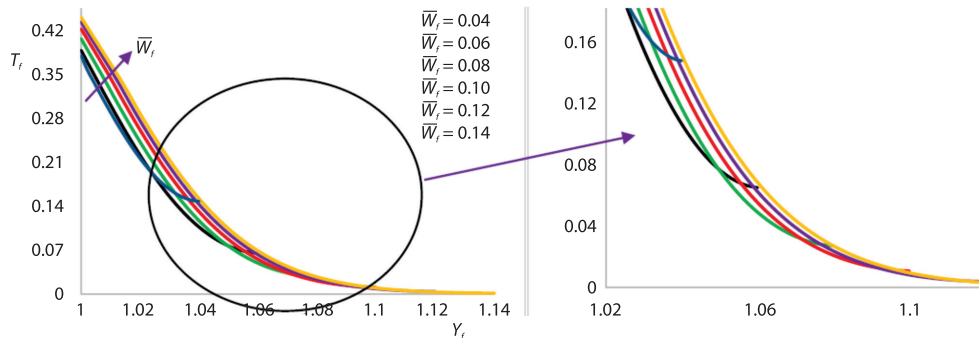 0.42
T_f
0.35
0.28
0.21
0.14
0.07
0
1 1.02 1.04 1.06 1.08 1.1 1.12 1.14
Y_f
W̅_f
W̅_f = 0.04
W̅_f = 0.06
W̅_f = 0.08
W̅_f = 0.10
W̅_f = 0.12
W̅_f = 0.14
0.16
0.12
0.08
0.04
0
1.02 1.06 1.1